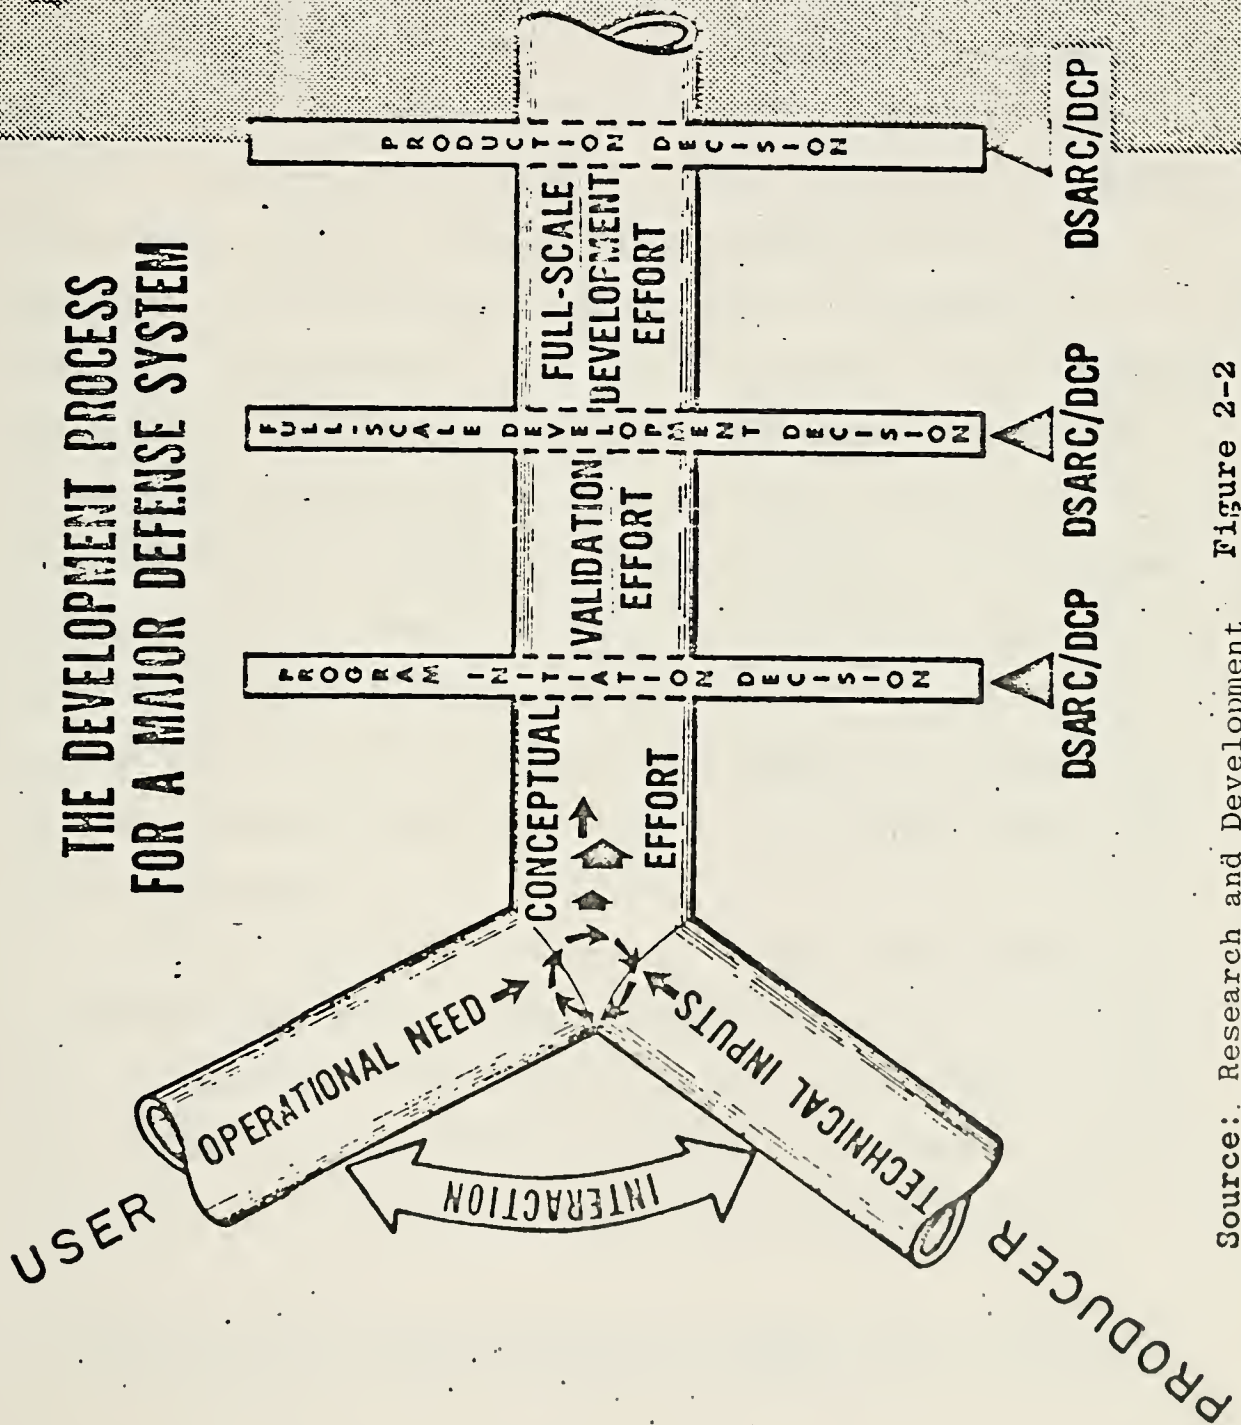 THE DEVELOPMENT PROCESS
FOR A MAJOR DEFENSE SYSTEM
USER
OPERATIONAL NEED
INTERACTION
TECHNICAL INPUTS
PRODUCER
CONCEPTUAL
EFFORT
PROGRAM INITIATION DECISION
VALIDATION
EFFORT
FULL-SCALE DEVELOPMENT DECISION
FULL-SCALE
DEVELOPMENT
EFFORT
PRODUCTION DECISION
DSARC/DCP
DSARC/DCP
DSARC/DCP
Source: Research and Development Figure 2-2